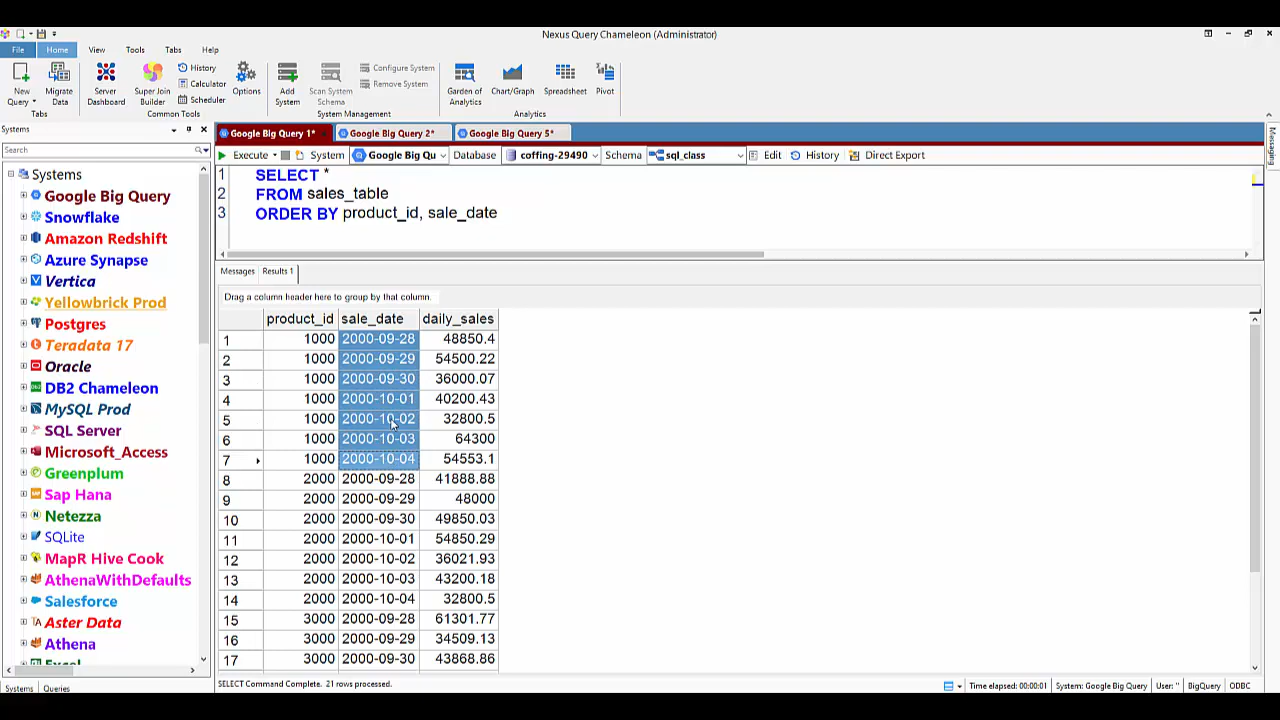 Nexus Query Chameleon (Administrator)
File Home View Tools Tabs Help
New Query
Migrate Data
Tabs
Server Dashboard
Super Join Builder
History
Calculator
Scheduler
Common Tools
Options
Add System
Scan System Schema
Configure System
Remove System
System Management
Garden of Analytics
Chart/Graph
Spreadsheet
Pivot
Analytics
Systems
Search
Systems
Google Big Query
Snowflake
Amazon Redshift
Azure Synapse
Vertica
Yellowbrick Prod
Postgres
Teradata 17
Oracle
DB2 Chameleon
MySQL Prod
SQL Server
Microsoft_Access
Greenplum
Sap Hana
Netezza
SQLite
MapR Hive Cook
AthenaWithDefaults
Salesforce
Aster Data
Athena
Excel
Systems Queries
Google Big Query 1* Google Big Query 2* Google Big Query 5*
Execute System Google Big Qu Database coffing-29490 Schema sql_class Edit History Direct Export
Messaging
1 SELECT *
2 FROM sales_table
3 ORDER BY product_id, sale_date
Messages Results 1
Drag a column header here to group by that column.
product_id sale_date daily_sales
1 1000 2000-09-28 48850.4
2 1000 2000-09-29 54500.22
3 1000 2000-09-30 36000.07
4 1000 2000-10-01 40200.43
5 1000 2000-10-02 32800.5
6 1000 2000-10-03 64300
7 1000 2000-10-04 54553.1
8 2000 2000-09-28 41888.88
9 2000 2000-09-29 48000
10 2000 2000-09-30 49850.03
11 2000 2000-10-01 54850.29
12 2000 2000-10-02 36021.93
13 2000 2000-10-03 43200.18
14 2000 2000-10-04 32800.5
15 3000 2000-09-28 61301.77
16 3000 2000-09-29 34509.13
17 3000 2000-09-30 43868.86
SELECT Command Complete. 21 rows processed.
Time elapsed: 00:00:01 System: Google Big Query User: '' BigQuery ODBC